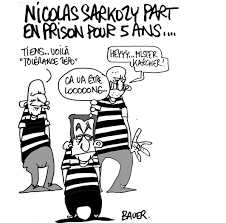 NICOLAS SARKOZY PART
EN PRISON POUR 5 ANS....
TIENS... VOILÀ
"TOLÉRANCE ZÉRO"
HEYYY... MISTER
KÄRCHER!
ÇA VA ÊTRE
LOOOOONG...
BAUER.